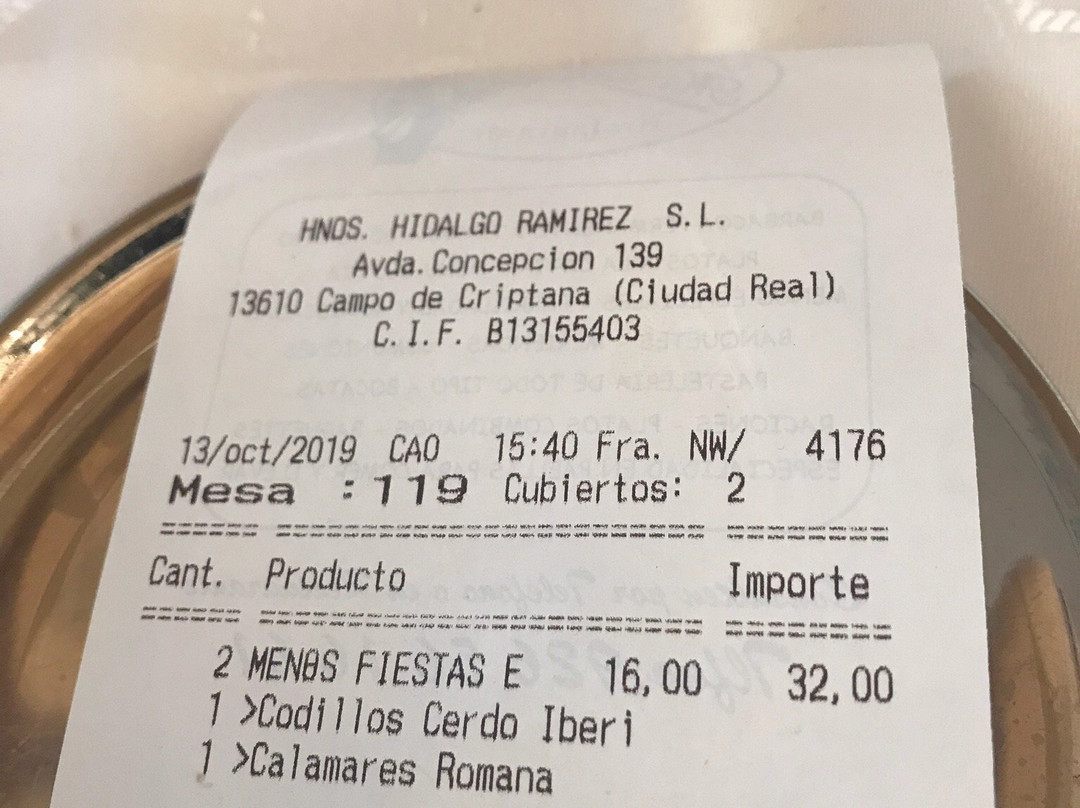 HNOS. HIDALGO RAMIREZ S.L.
Avda. Concepcion 139
13610 Campo de Criptana (Ciudad Real)
C.I.F. B13155403
13/oct/2019 CAO 15:40 Fra. NW/ 4176
Mesa :119 Cubiertos: 2
Cant. Producto Importe
2 MENØS FIESTAS E 16,00 32,00
1 >Codillos Cerdo Iberi
1 >Calamares Romana